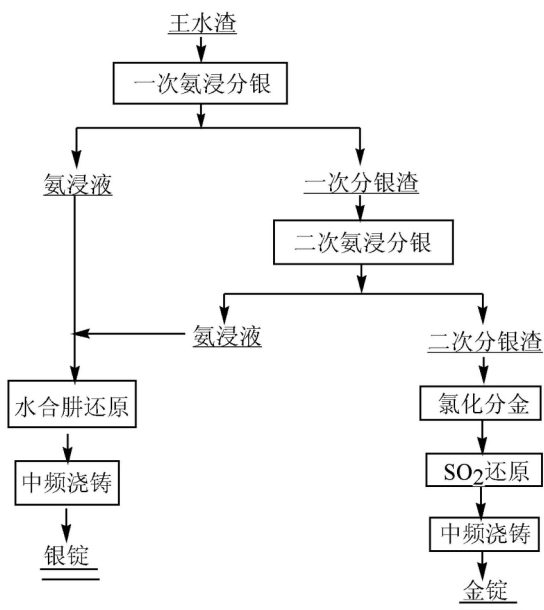 王水渣
一次氨浸分银
氨浸液
一次分银渣
二次氨浸分银
氨浸液
二次分银渣
水合肼还原
氯化分金
中频浇铸
SO2还原
银锭
中频浇铸
金锭